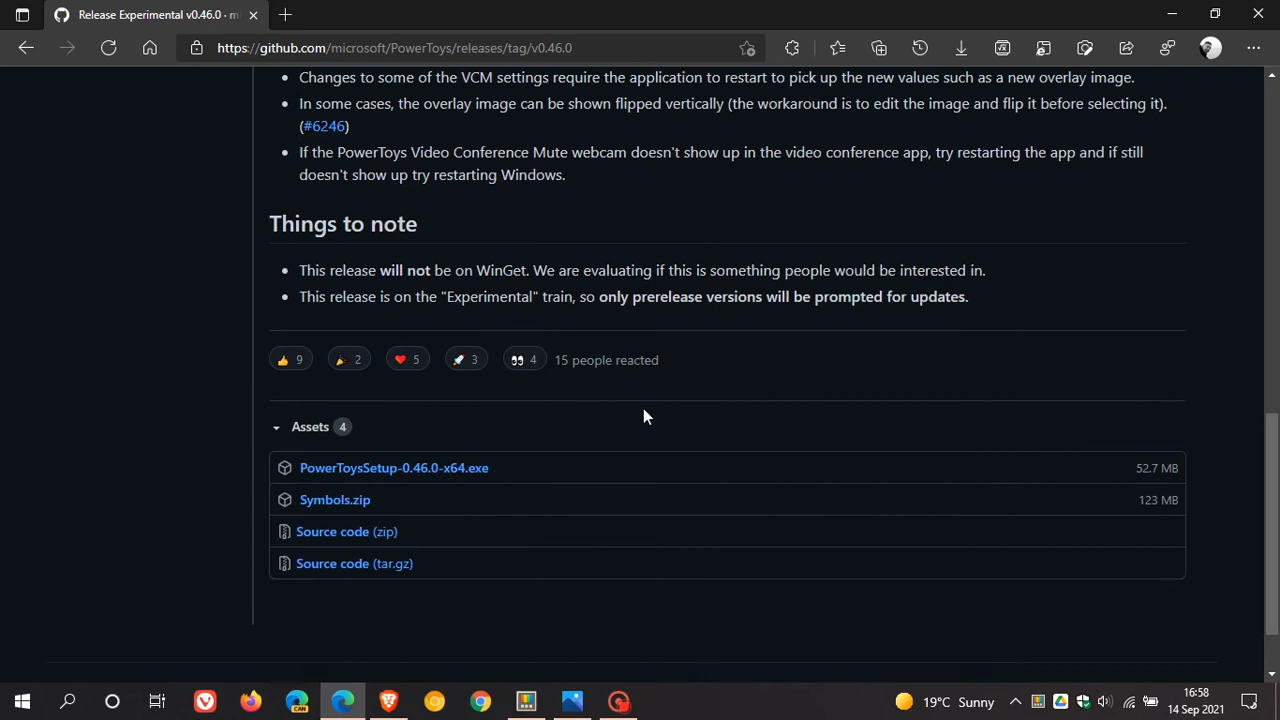 Release Experimental v0.46.0 · mi
https://github.com/microsoft/PowerToys/releases/tag/v0.46.0
Changes to some of the VCM settings require the application to restart to pick up the new values such as a new overlay image.
In some cases, the overlay image can be shown flipped vertically (the workaround is to edit the image and flip it before selecting it).
(#6246)
If the PowerToys Video Conference Mute webcam doesn't show up in the video conference app, try restarting the app and if still
doesn't show up try restarting Windows.
Things to note
This release will not be on WinGet. We are evaluating if this is something people would be interested in.
This release is on the "Experimental" train, so only prerelease versions will be prompted for updates.
9 2 5 3 4 15 people reacted
Assets 4
PowerToysSetup-0.46.0-x64.exe 52.7 MB
Symbols.zip 123 MB
Source code (zip)
Source code (tar.gz)
CAN
19°C Sunny
16:58
14 Sep 2021